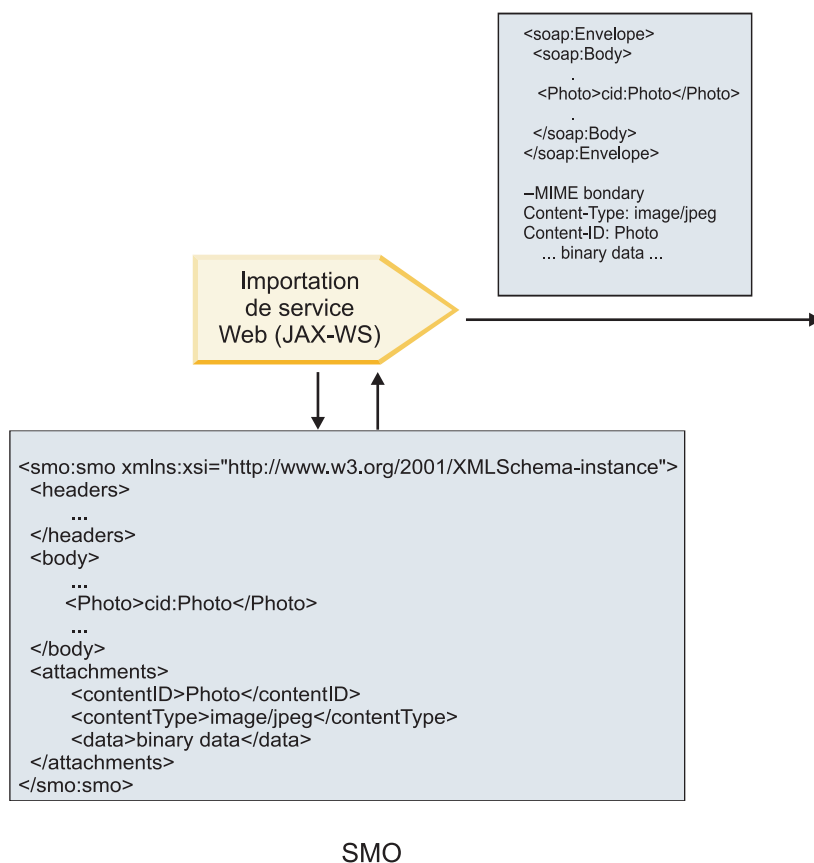 <soap:Envelope>
<soap:Body>
.
<Photo>cid:Photo</Photo>
.
</soap:Body>
</soap:Envelope>
–MIME bondary
Content-Type: image/jpeg
Content-ID: Photo
... binary data ...
Importation
de service
Web (JAX-WS)
<smo:smo xmlns:xsi="http://www.w3.org/2001/XMLSchema-instance">
<headers>
...
</headers>
<body>
...
<Photo>cid:Photo</Photo>
...
</body>
<attachments>
<contentID>Photo</contentID>
<contentType>image/jpeg</contentType>
<data>binary data</data>
</attachments>
</smo:smo>
SMO